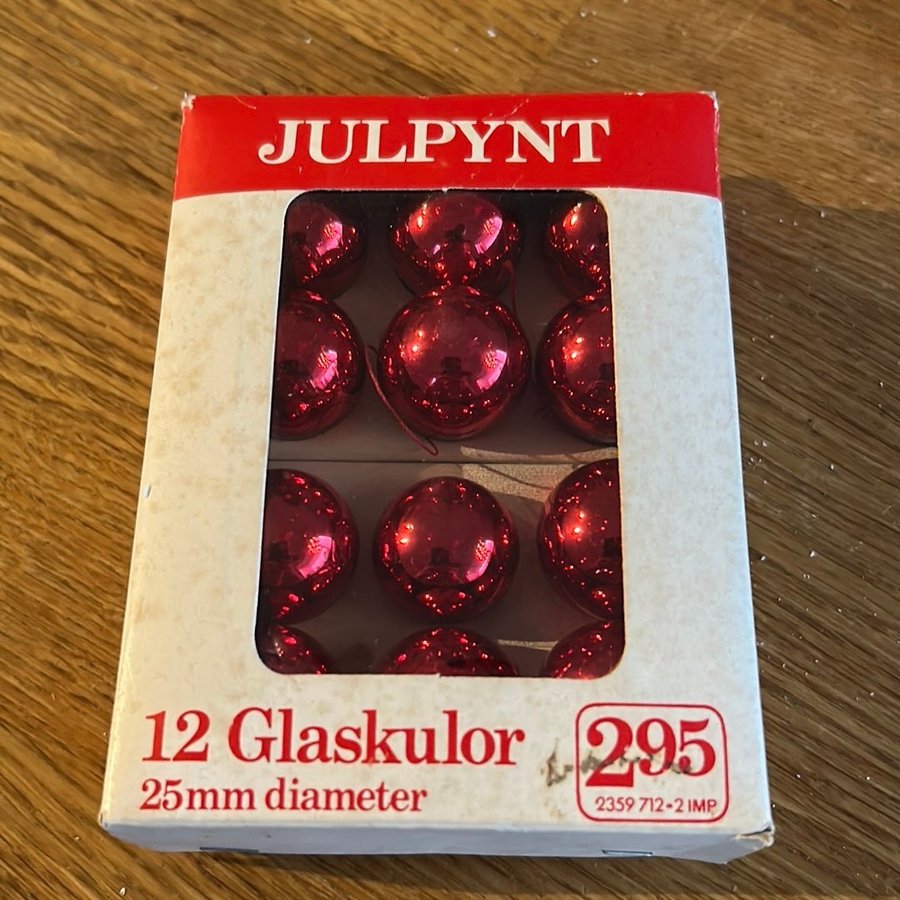 JULPYNT
12 Glaskulor
25mm diameter
295
2359 712-2 IMP.